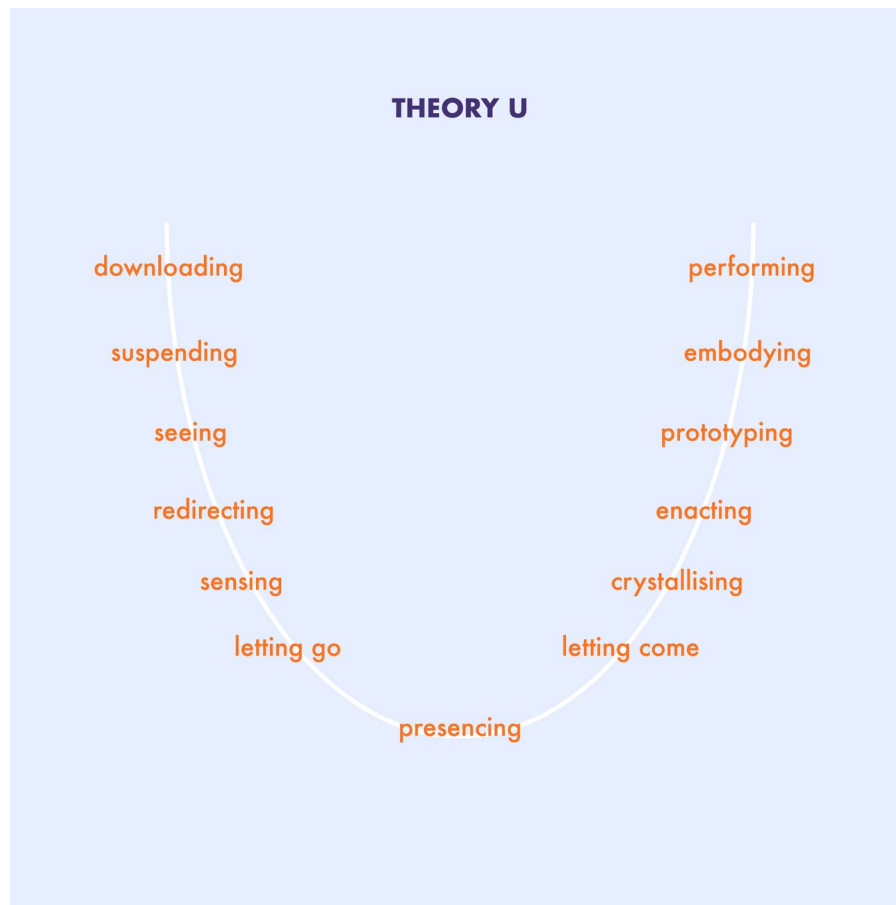 THEORY U
downloading
suspending
seeing
redirecting
sensing
letting go
presencing
letting come
crystallising
enacting
prototyping
embodying
performing